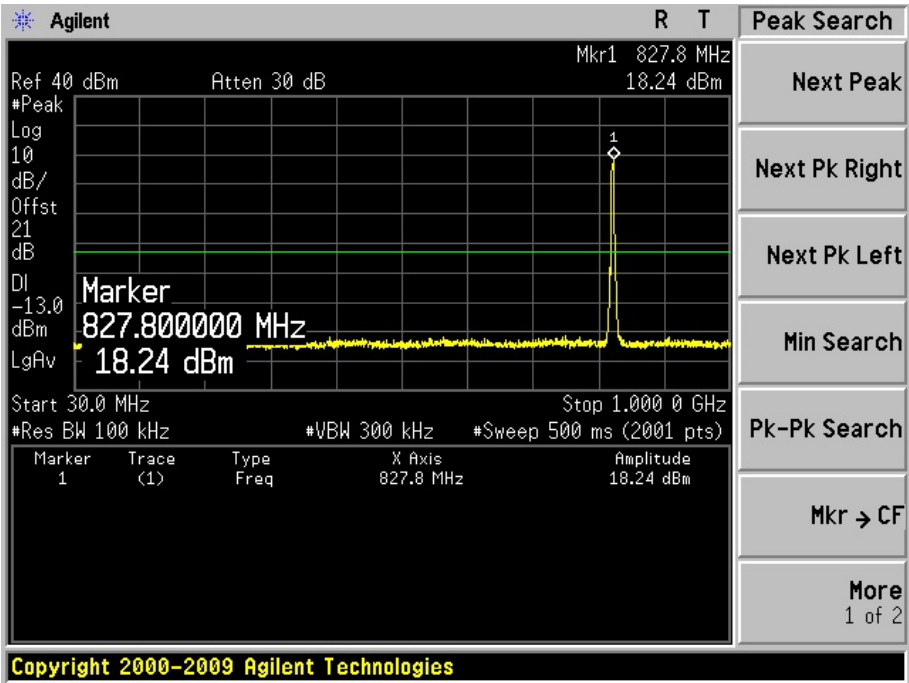 Agilent
R T
Peak Search
Mkr1 827.8 MHz
Ref 40 dBm
Atten 30 dB
18.24 dBm
#Peak
Log
10
dB/
Offst
21
dB
DI
-13.0
dBm
LgAv
1
Marker
827.800000 MHz
18.24 dBm
Start 30.0 MHz
Stop 1.000 0 GHz
#Res BW 100 kHz
#VBW 300 kHz
#Sweep 500 ms (2001 pts)
Marker Trace Type X Axis Amplitude
1 (1) Freq 827.8 MHz 18.24 dBm
Next Peak
Next Pk Right
Next Pk Left
Min Search
Pk-Pk Search
Mkr → CF
More
1 of 2
Copyright 2000-2009 Agilent Technologies